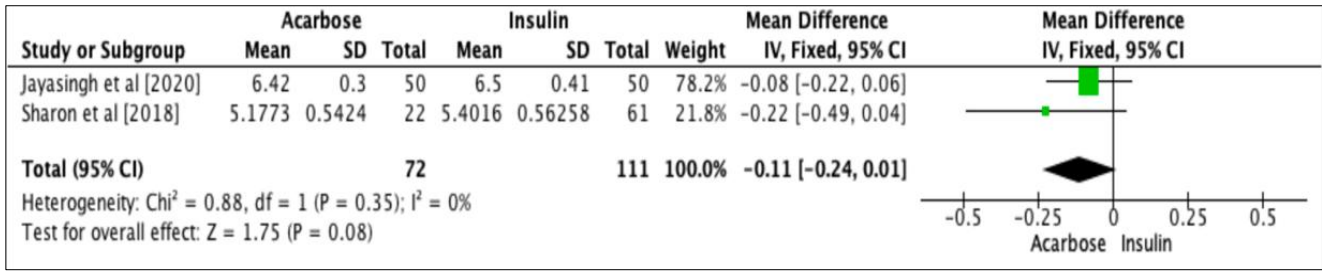 Acarbose Insulin Mean Difference Mean Difference
Study or Subgroup Mean SD Total Mean SD Total Weight IV, Fixed, 95% CI IV, Fixed, 95% CI
Jayasingh et al [2020] 6.42 0.3 50 6.5 0.41 50 78.2% −0.08 [−0.22, 0.06]
Sharon et al [2018] 5.1773 0.5424 22 5.4016 0.56258 61 21.8% −0.22 [−0.49, 0.04]
Total (95% CI) 72 111 100.0% −0.11 [−0.24, 0.01]
Heterogeneity: Chi² = 0.88, df = 1 (P = 0.35); I² = 0%
Test for overall effect: Z = 1.75 (P = 0.08)
−0.5 −0.25 0 0.25 0.5
Acarbose Insulin